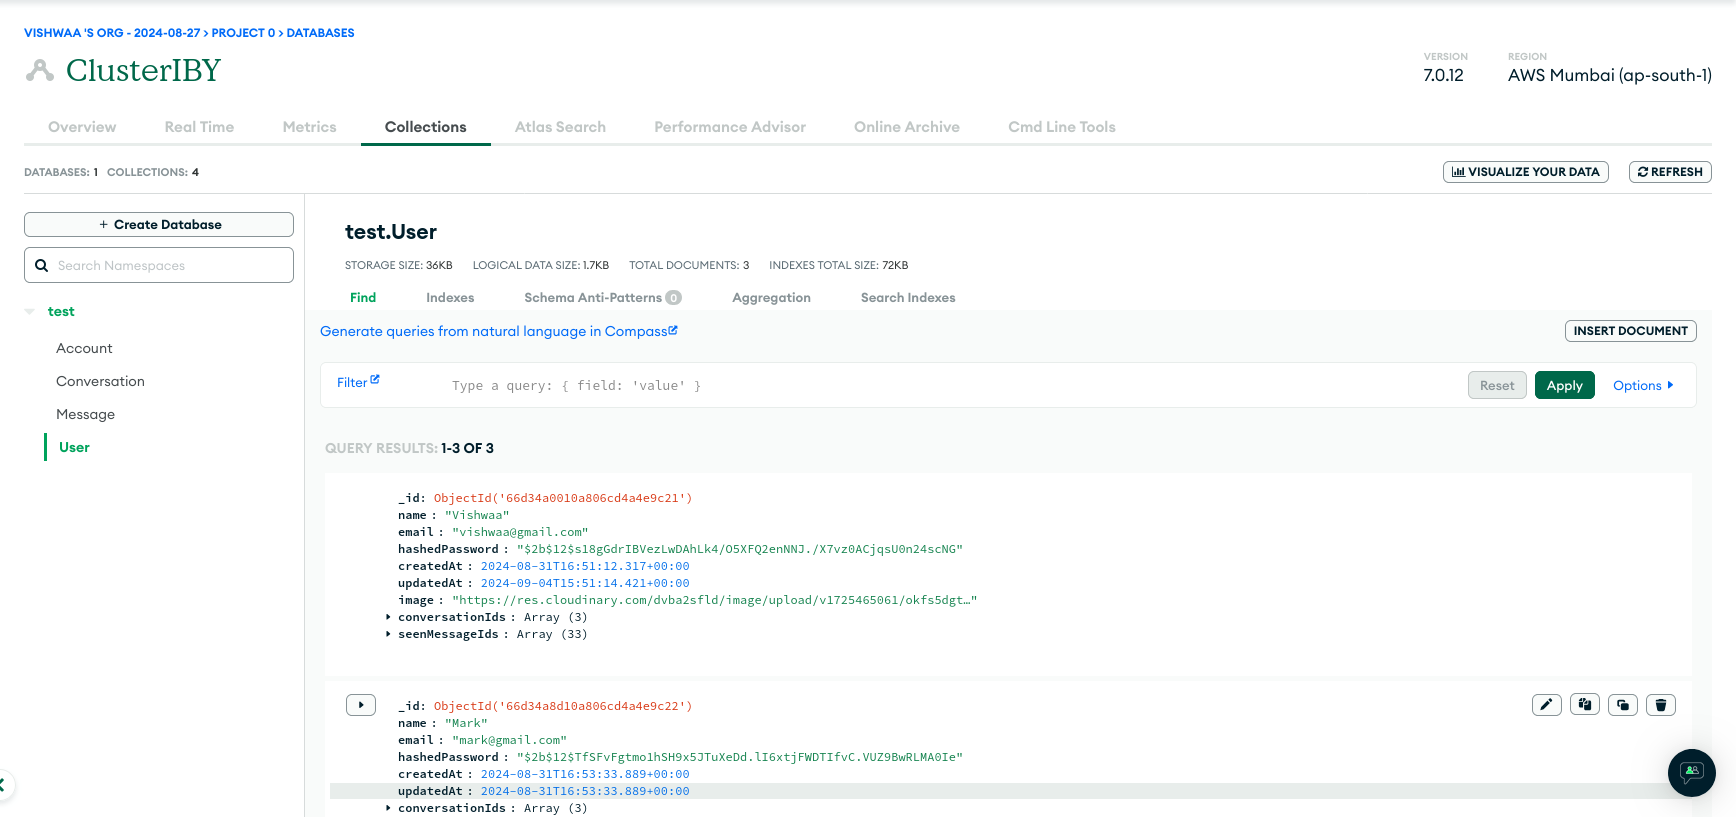 VISHWAA 'S ORG - 2024-08-27 > PROJECT 0 > DATABASES
ClusterIBY
VERSION
7.0.12
REGION
AWS Mumbai (ap-south-1)
Overview Real Time Metrics Collections Atlas Search Performance Advisor Online Archive Cmd Line Tools
DATABASES: 1 COLLECTIONS: 4
VISUALIZE YOUR DATA
REFRESH
+ Create Database
Search Namespaces
test
Account
Conversation
Message
User
test.User
STORAGE SIZE: 36KB LOGICAL DATA SIZE: 1.7KB TOTAL DOCUMENTS: 3 INDEXES TOTAL SIZE: 72KB
Find Indexes Schema Anti-Patterns 0 Aggregation Search Indexes
Generate queries from natural language in Compass
INSERT DOCUMENT
Filter
Type a query: { field: 'value' }
Reset Apply Options
QUERY RESULTS: 1-3 OF 3
_id: ObjectId('66d34a0010a806cd4a4e9c21')
name : "Vishwaa"
email : "vishwaa@gmail.com"
hashedPassword : "$2b$12$s18gGdrIBVezLwDAhLk4/O5XFQ2enNNJ./X7vz0ACjqsU0n24scNG"
createdAt : 2024-08-31T16:51:12.317+00:00
updatedAt : 2024-09-04T15:51:14.421+00:00
image : "https://res.cloudinary.com/dvba2sfld/image/upload/v1725465061/okfs5dgt…"
conversationIds : Array (3)
seenMessageIds : Array (33)
_id: ObjectId('66d34a8d10a806cd4a4e9c22')
name : "Mark"
email : "mark@gmail.com"
hashedPassword : "$2b$12$TfSFvFgtmo1hSH9x5JTuXeDd.lI6xtjFWDTIfvC.VUZ9BwRLMA0Ie"
createdAt : 2024-08-31T16:53:33.889+00:00
updatedAt : 2024-08-31T16:53:33.889+00:00
conversationIds : Array (3)